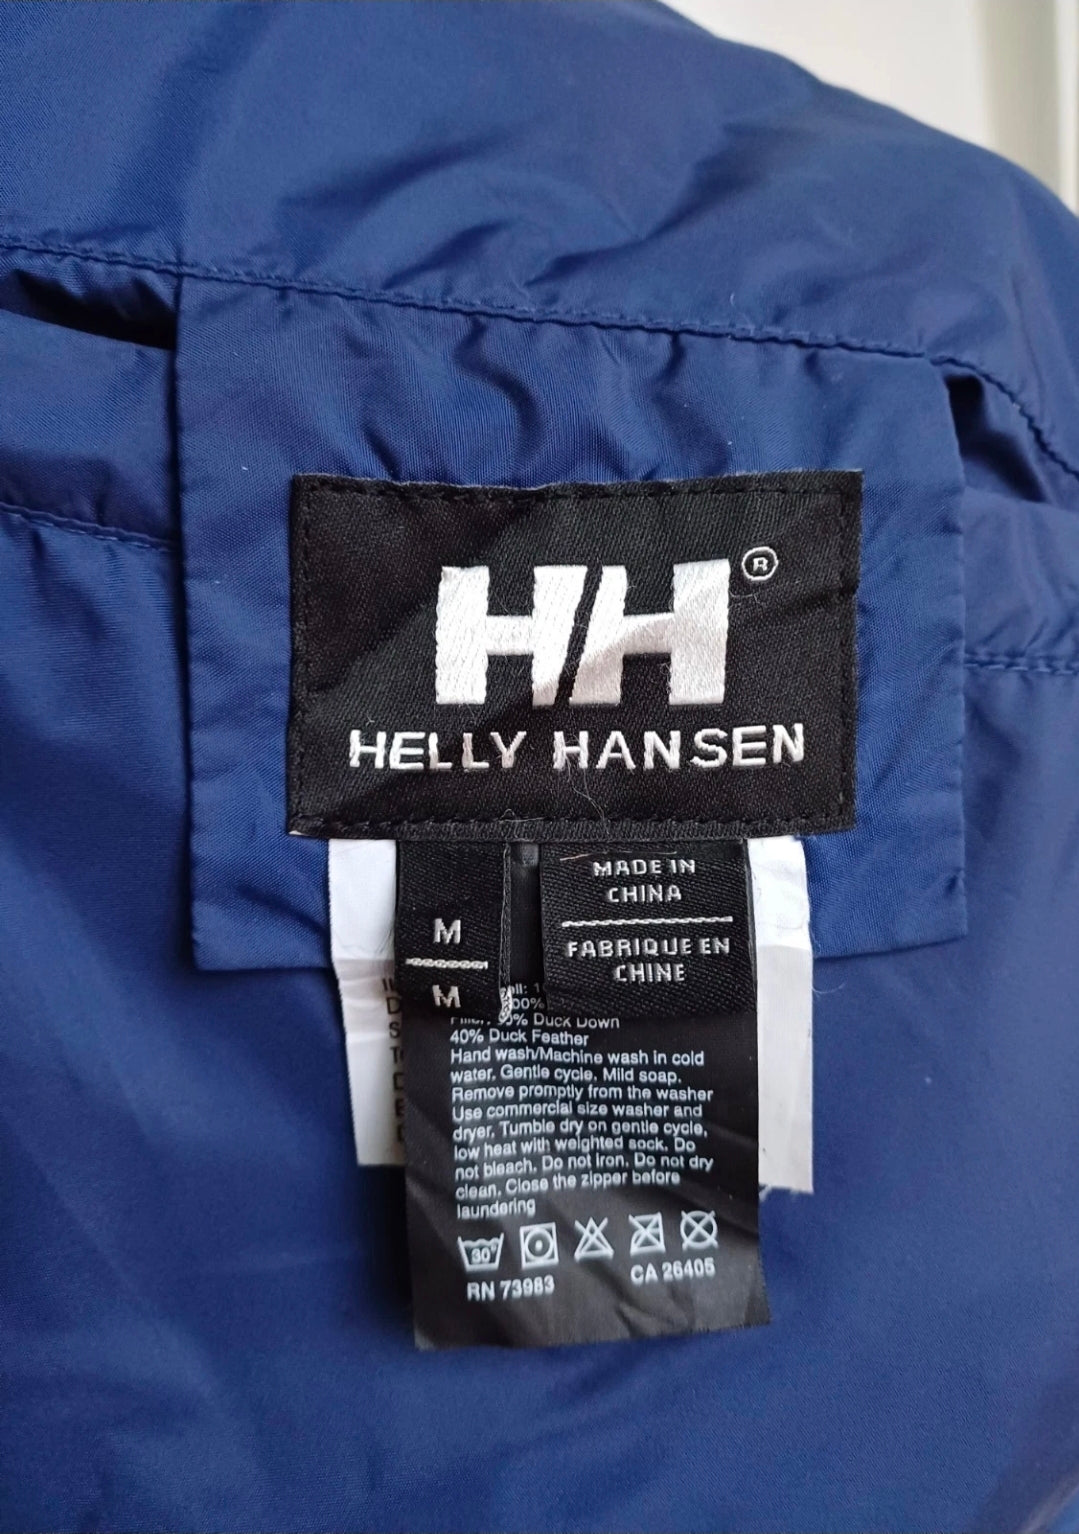 HH®
HELLY HANSEN
M
M
MADE IN
CHINA
FABRIQUE EN
CHINE
Duck Down
40% Duck Feather
Hand wash/Machine wash in cold
water. Gentle cycle. Mild soap.
Remove promptly from the washer
Use commercial size washer and
dryer. Tumble dry on gentle cycle,
low heat with weighted sock. Do
not bleach. Do not iron. Do not dry
clean. Close the zipper before
laundering
30°
RN 73983
CA 26405